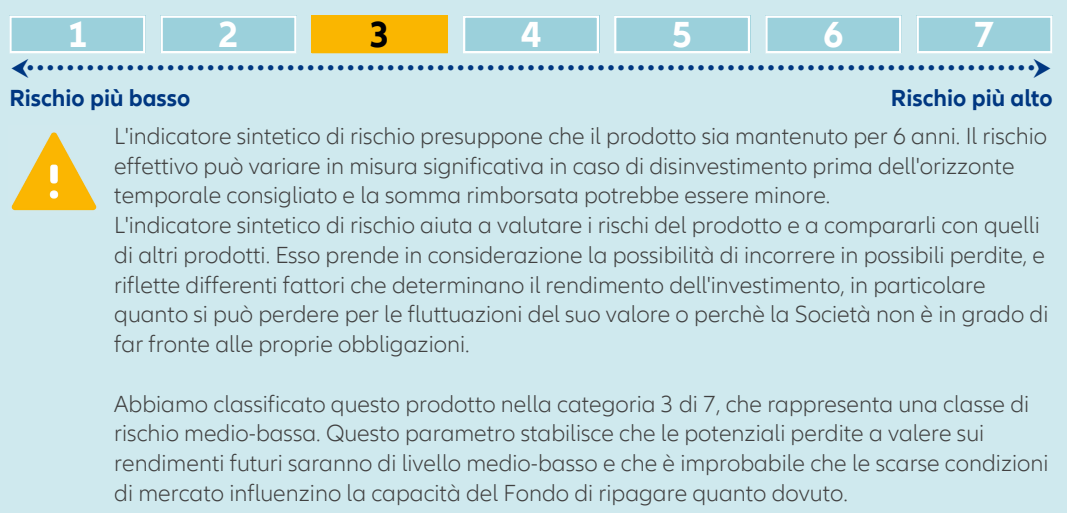 1 2 3 4 5 6 7
Rischio più basso Rischio più alto
L'indicatore sintetico di rischio presuppone che il prodotto sia mantenuto per 6 anni. Il rischio
effettivo può variare in misura significativa in caso di disinvestimento prima dell'orizzonte
temporale consigliato e la somma rimborsata potrebbe essere minore.
L'indicatore sintetico di rischio aiuta a valutare i rischi del prodotto e a compararli con quelli
di altri prodotti. Esso prende in considerazione la possibilità di incorrere in possibili perdite, e
riflette differenti fattori che determinano il rendimento dell'investimento, in particolare
quanto si può perdere per le fluttuazioni del suo valore o perchè la Società non è in grado di
far fronte alle proprie obbligazioni.
Abbiamo classificato questo prodotto nella categoria 3 di 7, che rappresenta una classe di
rischio medio-bassa. Questo parametro stabilisce che le potenziali perdite a valere sui
rendimenti futuri saranno di livello medio-basso e che è improbabile che le scarse condizioni
di mercato influenzino la capacità del Fondo di ripagare quanto dovuto.